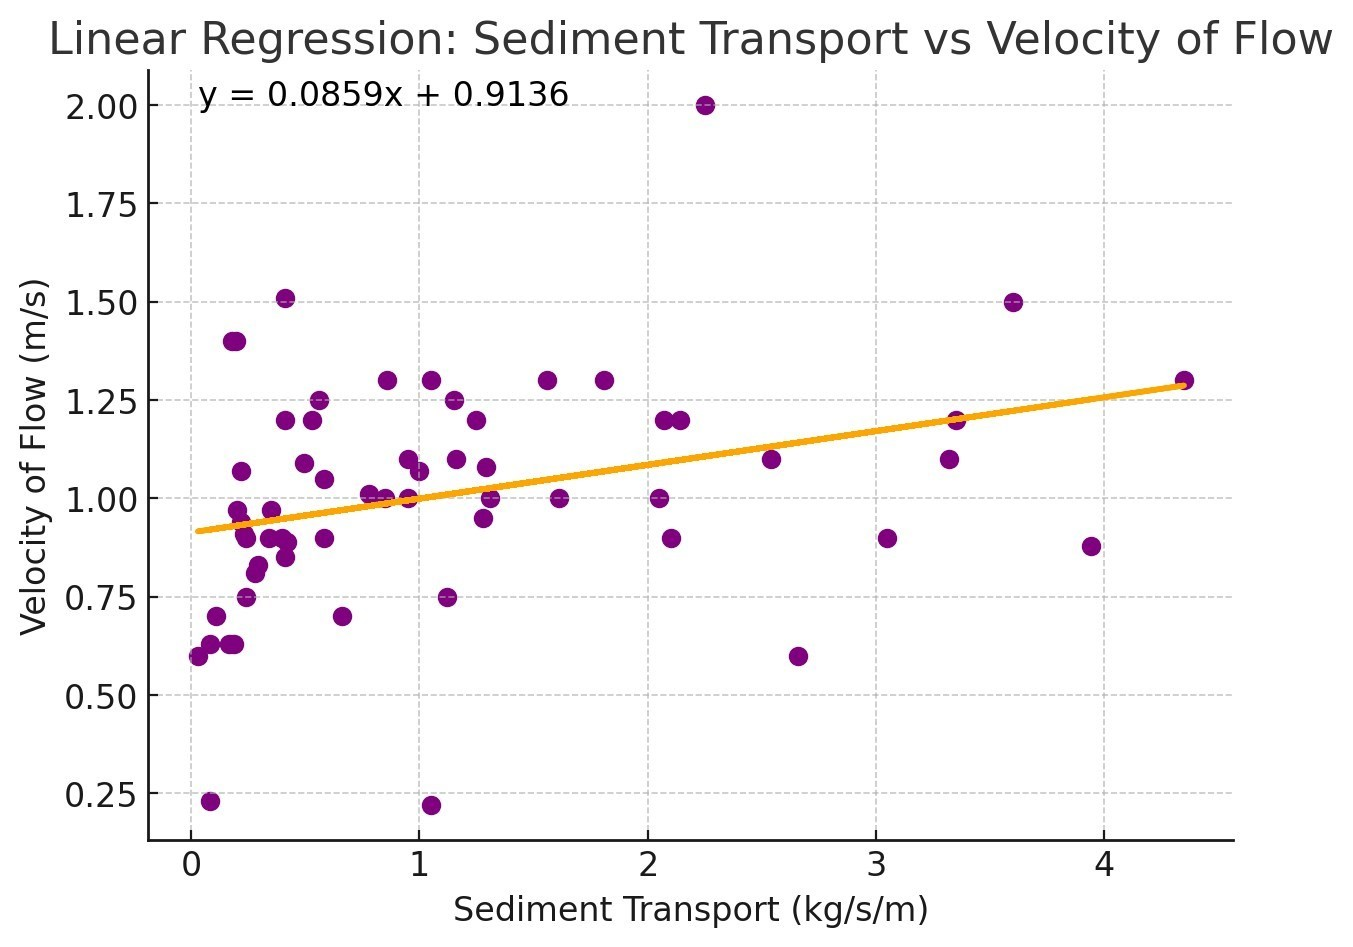 Linear Regression: Sediment Transport vs Velocity of Flow
y = 0.0859x + 0.9136
2.00
1.75
1.50
1.25
1.00
0.75
0.50
0.25
Velocity of Flow (m/s)
0 1 2 3 4
Sediment Transport (kg/s/m)